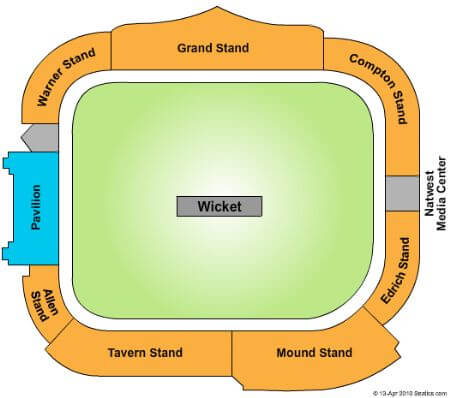 Grand Stand
Warner Stand
Compton Stand
Pavilion
Wicket
Natwest
Media Center
Allen
Stand
Edrich Stand
Tavern Stand
Mound Stand
© 13-Apr 2010 Seatics.com